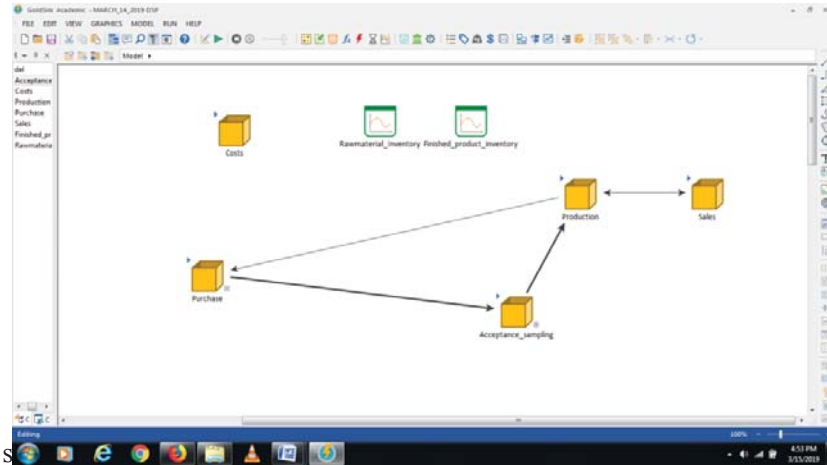 GoldSim Academic - MARCH_14_2019 DSP
FILE EDIT VIEW GRAPHICS MODEL RUN HELP
Model
Acceptance
Costs
Production
Purchase
Sales
Finished_pr
Rawmateria
Costs
Rawmaterial_inventory Finished_product_inventory
Production
Sales
Purchase
Acceptance_sampling
Editing
100%
S
4:53 PM
3/15/2019